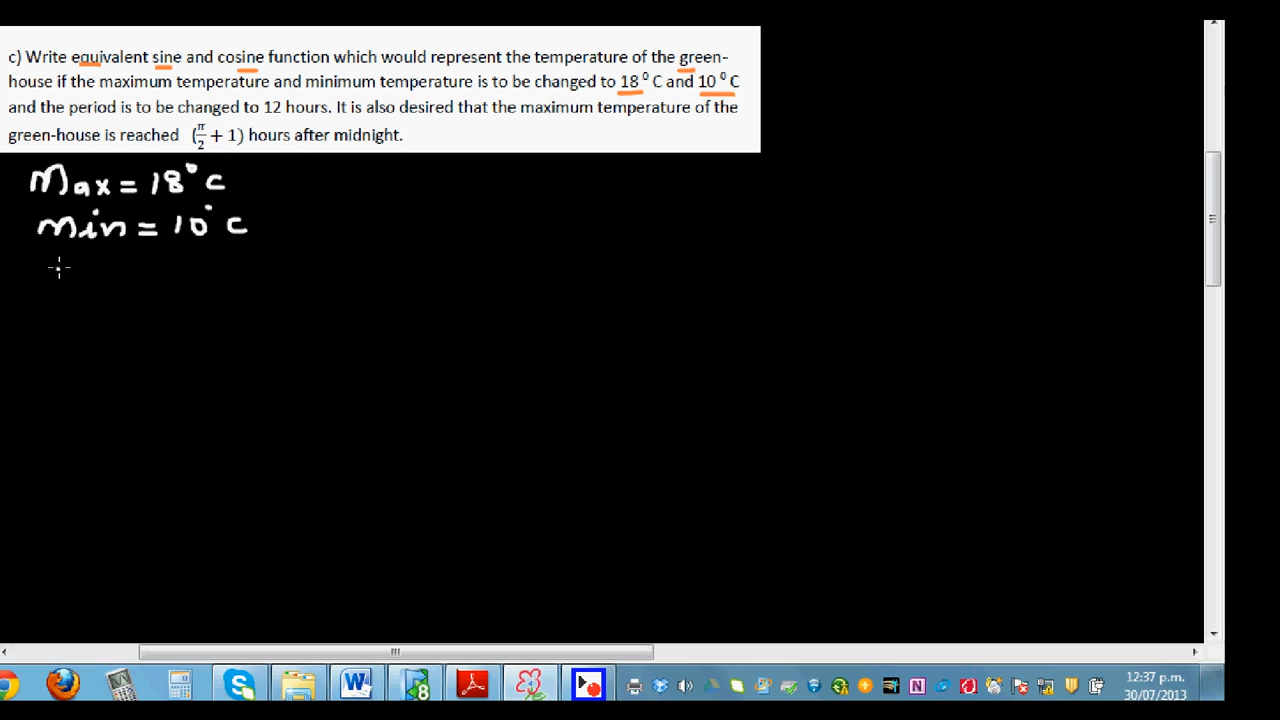 c) Write equivalent sine and cosine function which would represent the temperature of the green-
house if the maximum temperature and minimum temperature is to be changed to 18 ⁰ C and 10 ⁰ C
and the period is to be changed to 12 hours. It is also desired that the maximum temperature of the
green-house is reached (π/2 + 1) hours after midnight.
Max = 18° C
Min = 10° C
12:37 p.m.
30/07/2013